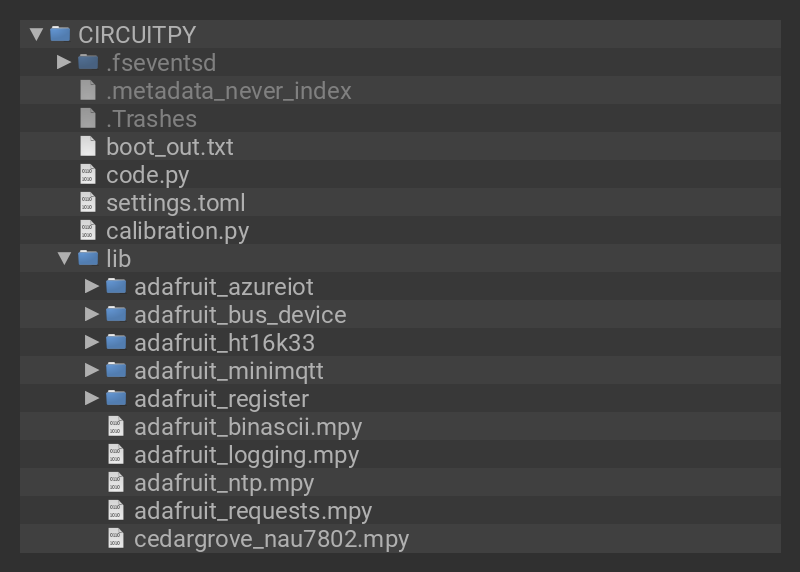 CIRCUITPY
.fseventsd
.metadata_never_index
.Trashes
boot_out.txt
code.py
settings.toml
calibration.py
lib
adafruit_azureiot
adafruit_bus_device
adafruit_ht16k33
adafruit_minimqtt
adafruit_register
adafruit_binascii.mpy
adafruit_logging.mpy
adafruit_ntp.mpy
adafruit_requests.mpy
cedargrove_nau7802.mpy